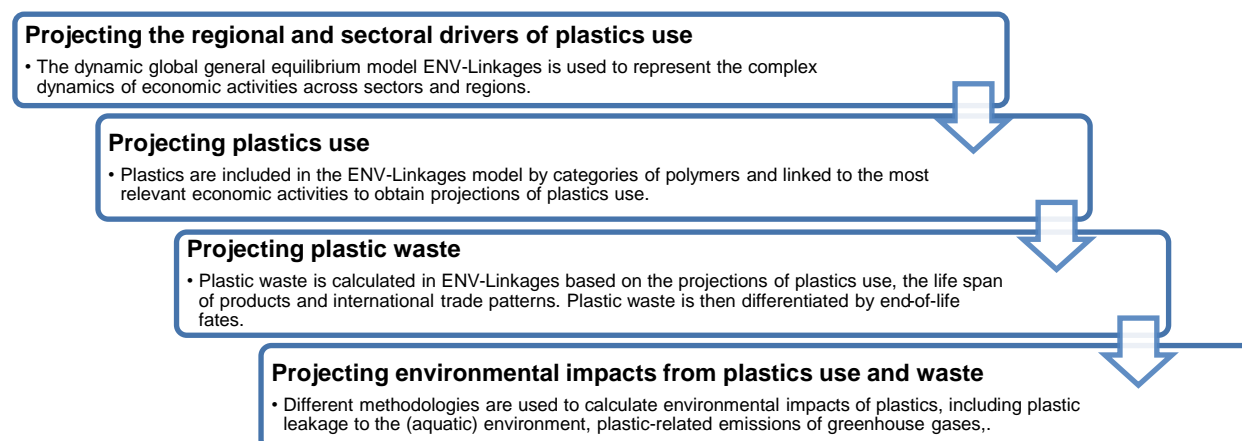 Projecting the regional and sectoral drivers of plastics use
• The dynamic global general equilibrium model ENV-Linkages is used to represent the complex
dynamics of economic activities across sectors and regions.
Projecting plastics use
• Plastics are included in the ENV-Linkages model by categories of polymers and linked to the most
relevant economic activities to obtain projections of plastics use.
Projecting plastic waste
• Plastic waste is calculated in ENV-Linkages based on the projections of plastics use, the life span
of products and international trade patterns. Plastic waste is then differentiated by end-of-life
fates.
Projecting environmental impacts from plastics use and waste
• Different methodologies are used to calculate environmental impacts of plastics, including plastic
leakage to the (aquatic) environment, plastic-related emissions of greenhouse gases,.